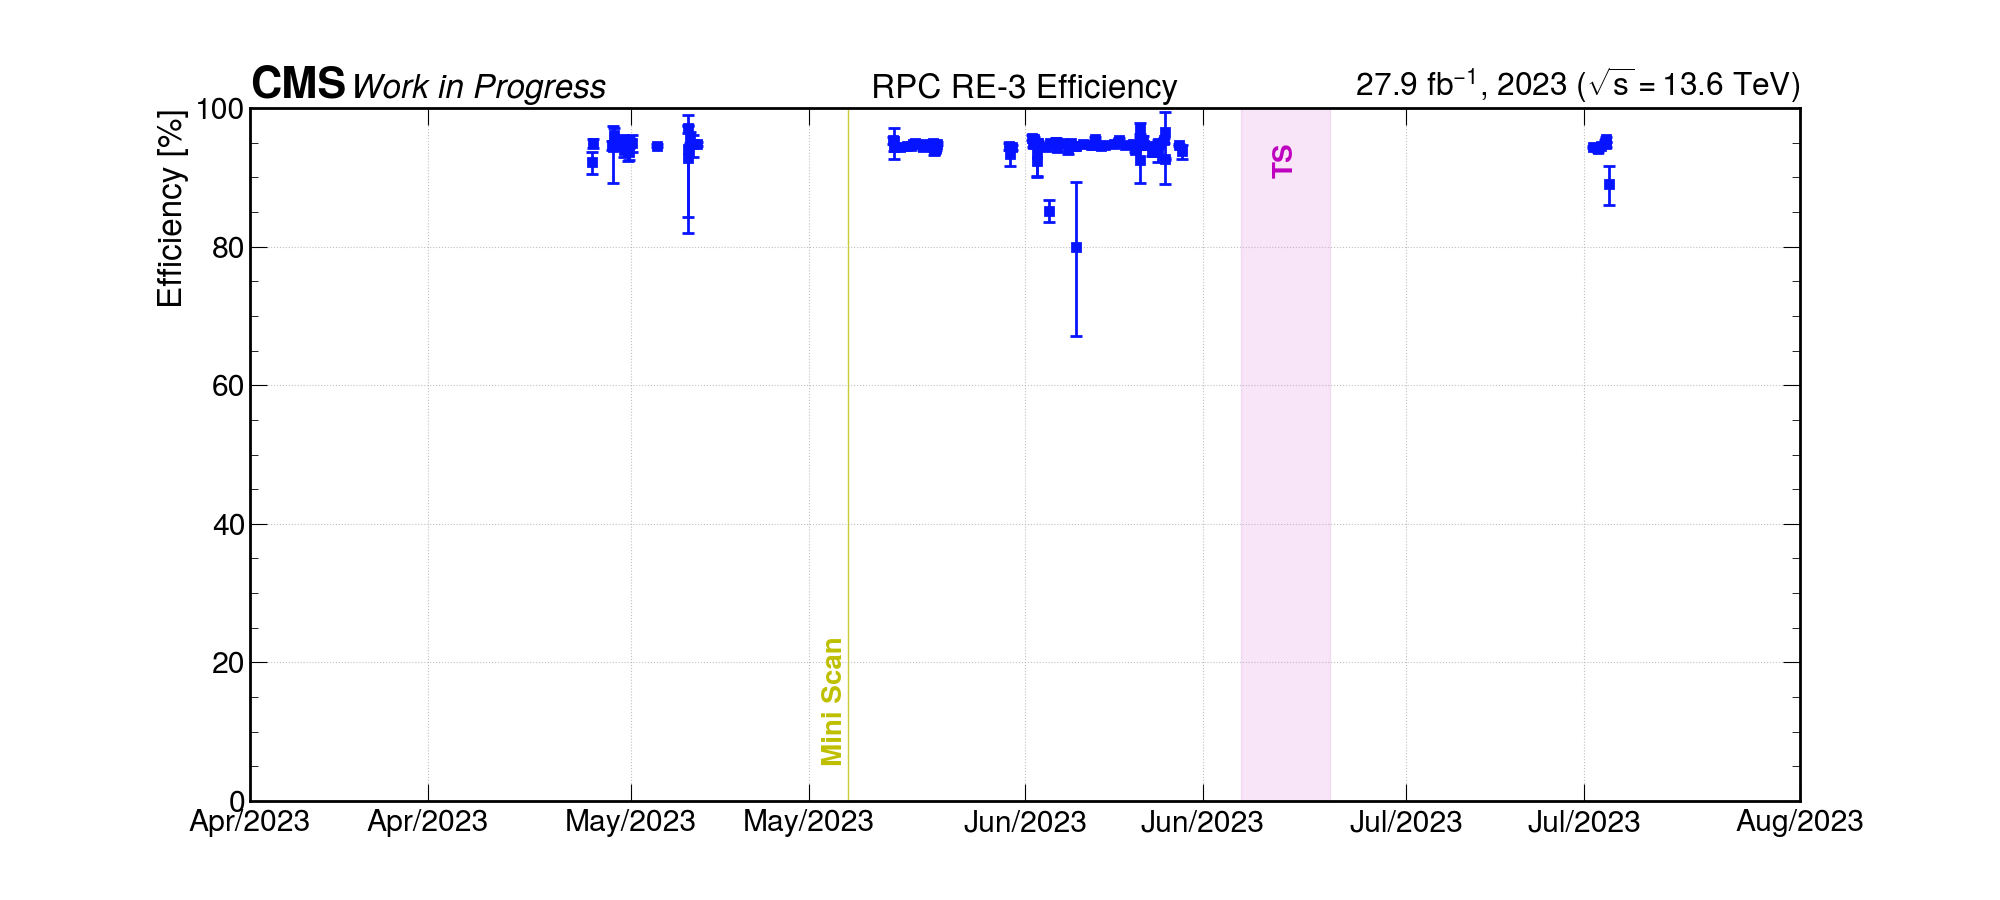 CMS Work in Progress RPC RE-3 Efficiency 27.9 fb⁻¹, 2023 (√s = 13.6 TeV)
Efficiency [%]
100
80
60
40
20
0
TS
Mini Scan
Apr/2023 Apr/2023 May/2023 May/2023 Jun/2023 Jun/2023 Jul/2023 Jul/2023 Aug/2023